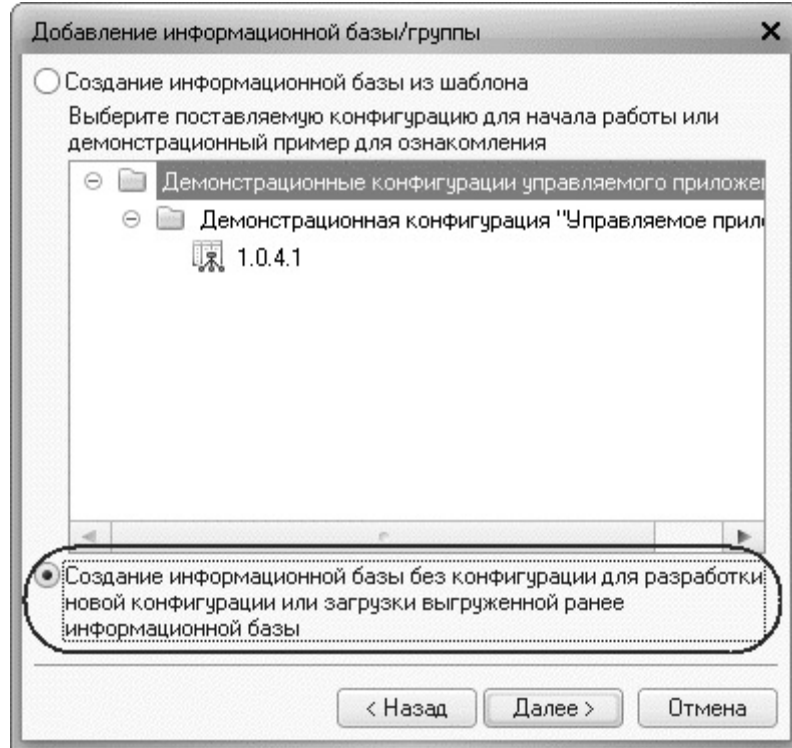 Добавление информационной базы/группы
Создание информационной базы из шаблона
Выберите поставляемую конфигурацию для начала работы или
демонстрационный пример для ознакомления
Демонстрационные конфигурации управляемого приложе
Демонстрационная конфигурация "Управляемое прил
1.0.4.1
Создание информационной базы без конфигурации для разработки
новой конфигурации или загрузки выгруженной ранее
информационной базы
< Назад Далее > Отмена